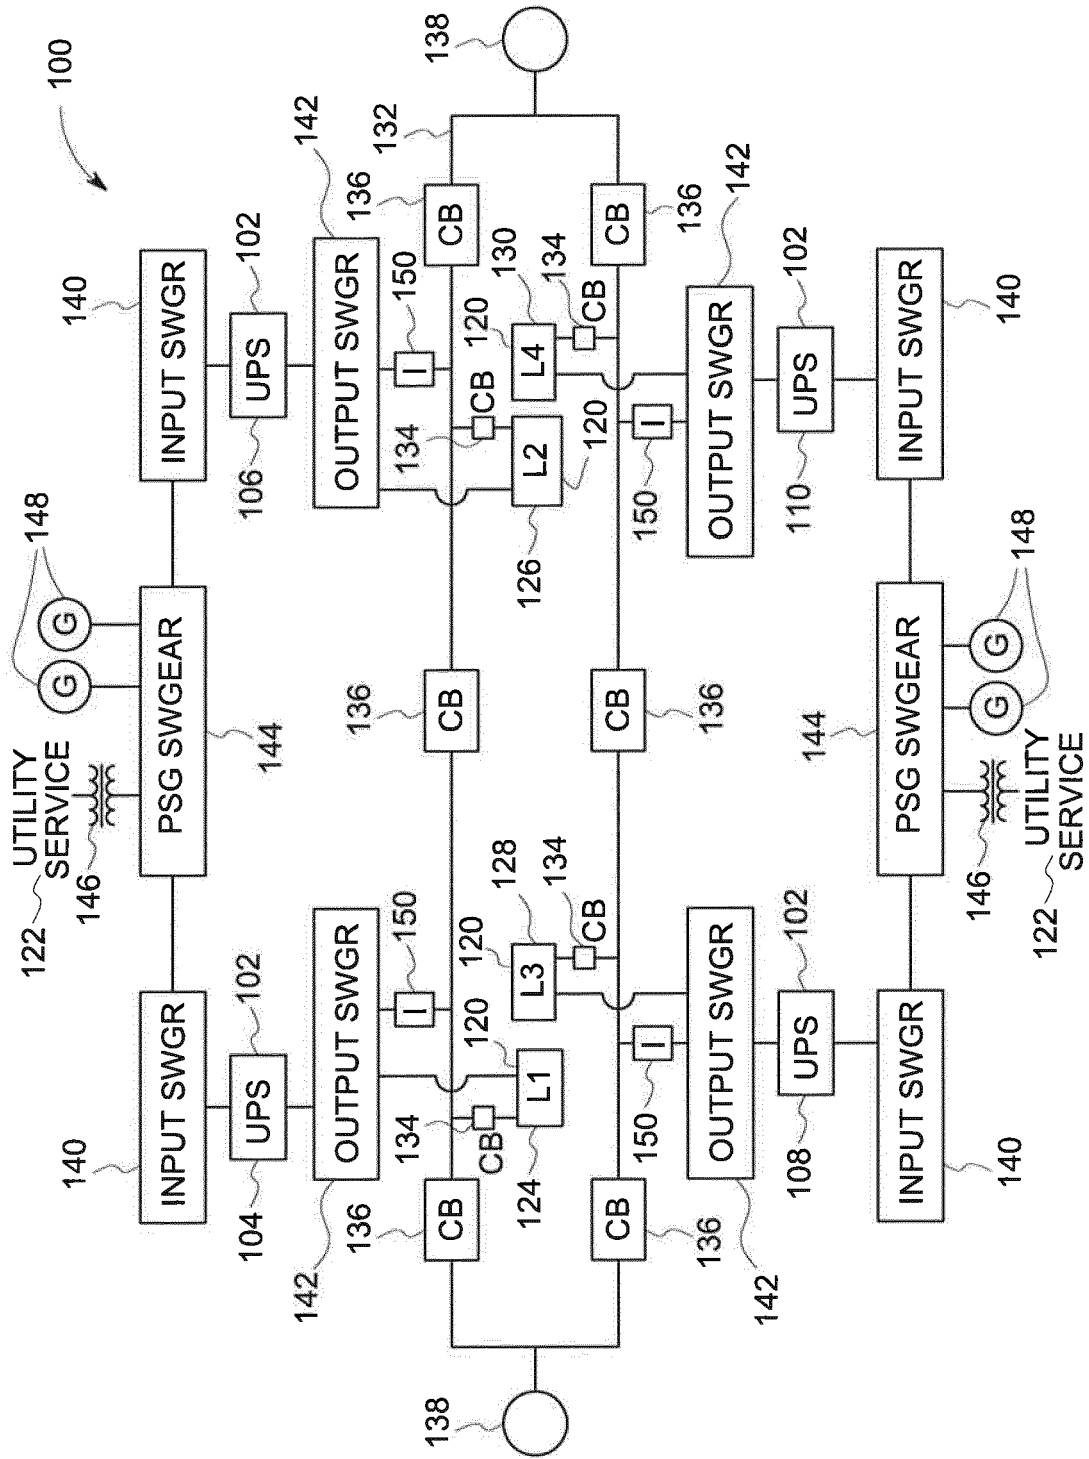 UTILITY
SERVICE
122
148
G
G
100
140
146
140
INPUT SWGR
PSG SWGEAR
INPUT SWGR
104
UPS
102
144
106
UPS
102
142
142
OUTPUT SWGR
OUTPUT SWGR
136
136
136
134
150
134
150
132
I
I
138
CB
CB
CB
138
CB
120
120
CB
120
128
130
124
L1
L3
126
L2
L4
134
134
CB
120
CB
CB
CB
CB
150
I
150
I
136
136
136
OUTPUT SWGR
OUTPUT SWGR
142
142
108
UPS
102
144
110
UPS
102
INPUT SWGR
PSG SWGEAR
INPUT SWGR
140
146
G
G
148
140
122
UTILITY
SERVICE